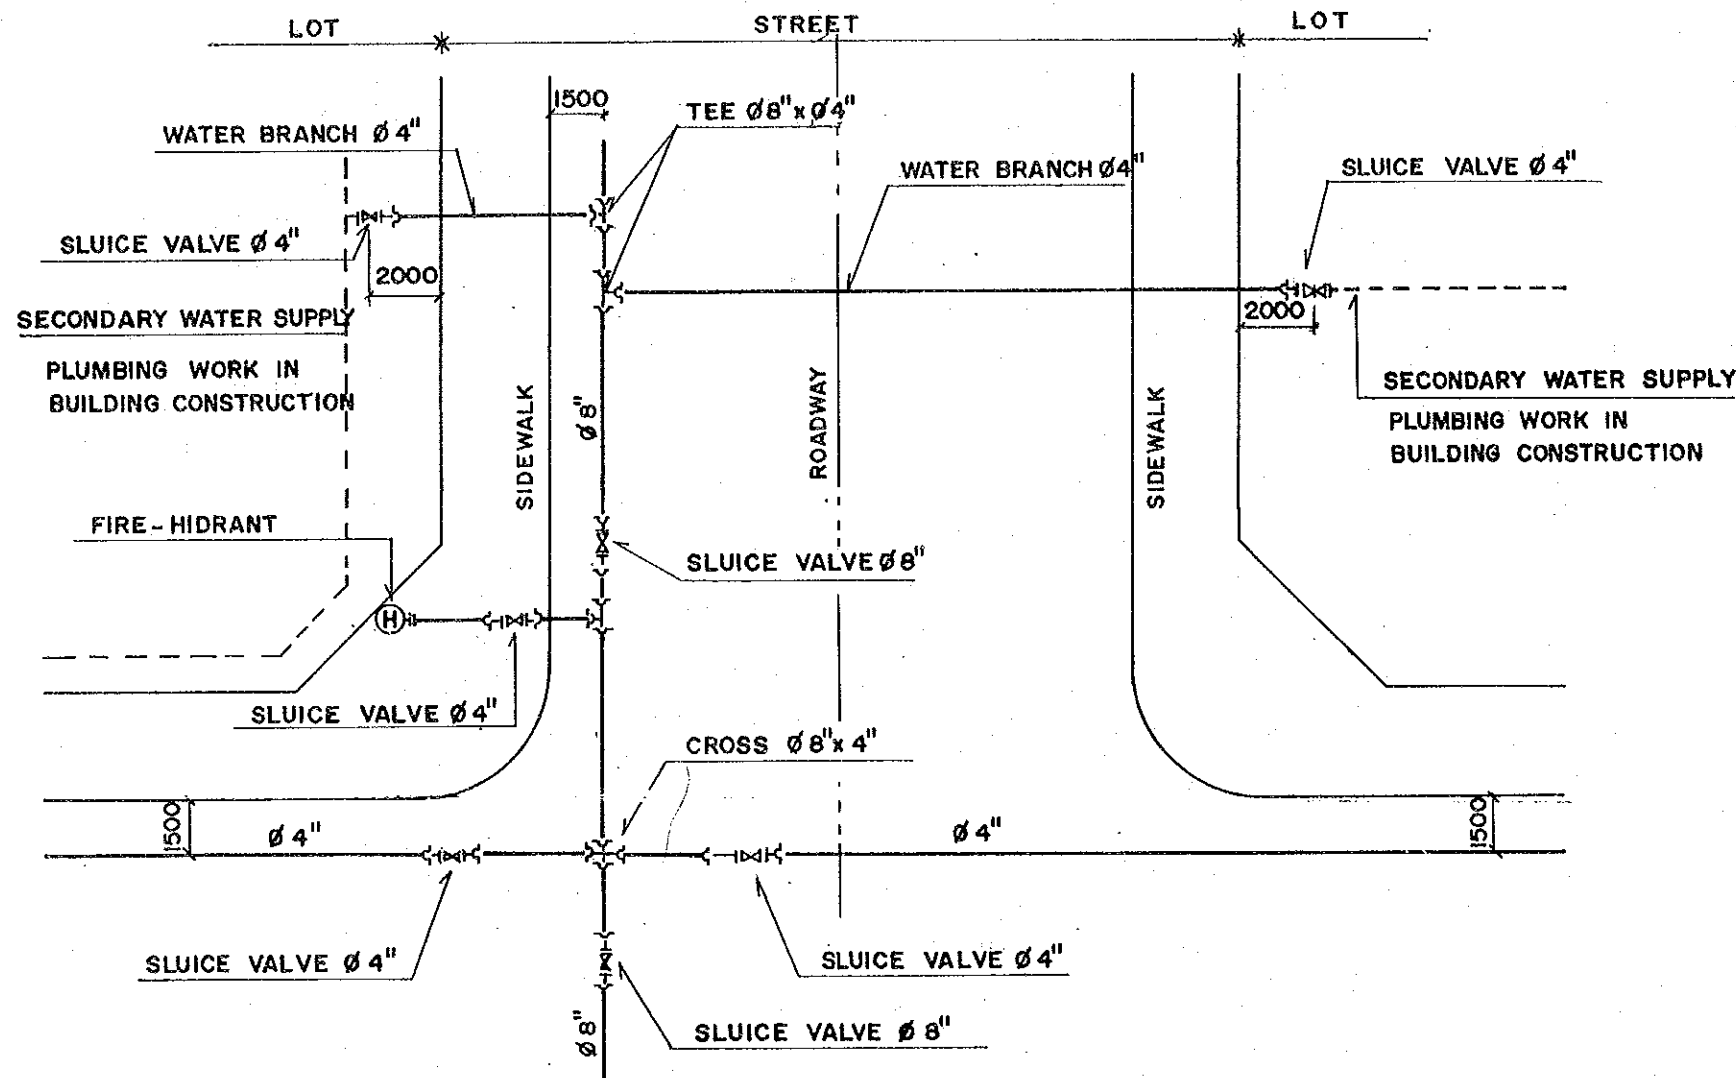 LOT
STREET
LOT
1500
TEE Ø8"xØ4"
WATER BRANCH Ø4"
WATER BRANCH Ø4"
SLUICE VALVE Ø4"
SLUICE VALVE Ø4"
2000
2000
SECONDARY WATER SUPPLY
PLUMBING WORK IN
BUILDING CONSTRUCTION
SIDEWALK
Ø8"
ROADWAY
SIDEWALK
SECONDARY WATER SUPPLY
PLUMBING WORK IN
BUILDING CONSTRUCTION
FIRE-HIDRANT
SLUICE VALVE Ø8"
H
SLUICE VALVE Ø4"
CROSS Ø8"x4"
1500
Ø4"
Ø4"
1500
SLUICE VALVE Ø4"
SLUICE VALVE Ø4"
Ø8"
SLUICE VALVE Ø8"